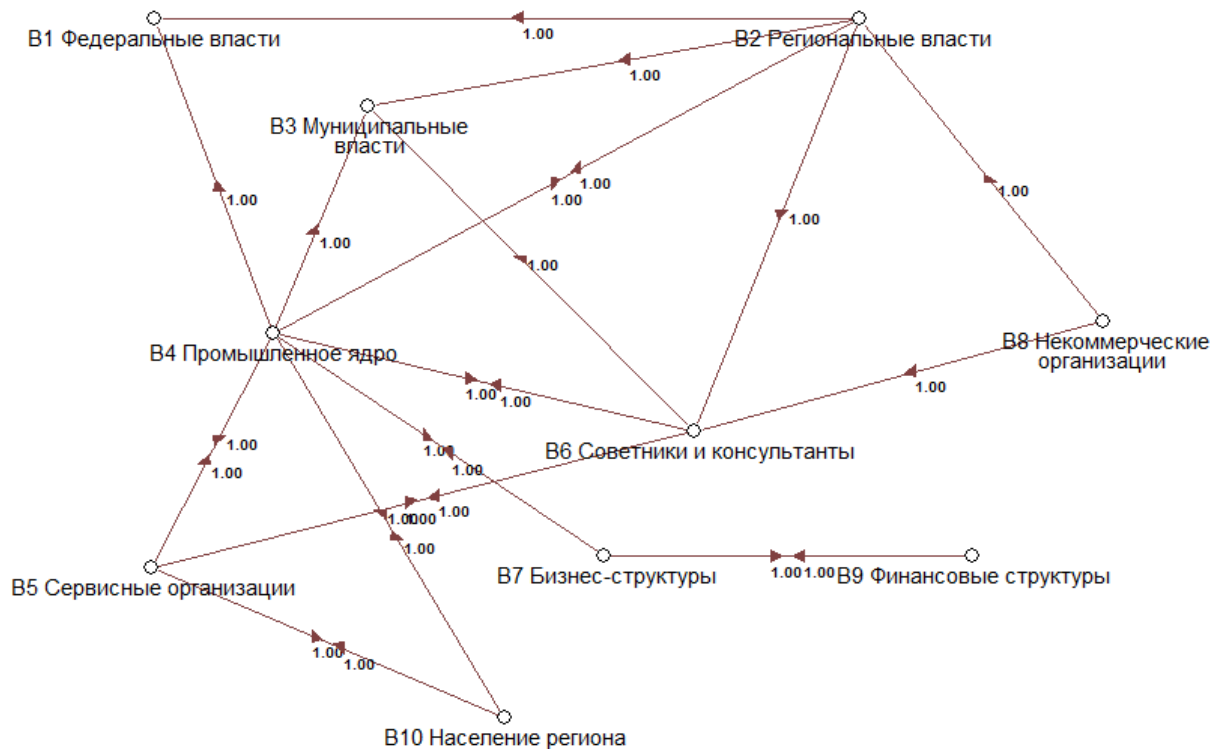 B1 Федеральные власти
1.00
B2 Региональные власти
1.00
B3 Муниципальные
власти
1.00
1.00
1.00
1.00
1.00
1.00
1.00
B4 Промышленное ядро
B8 Некоммерческие
организации
1.00
1.00
1.00
B6 Советники и консультанты
1.00
1.00
1.00
1.00
1.00
1.00
1.00
1.00
B5 Сервисные организации
B7 Бизнес-структуры
1.00
1.00
B9 Финансовые структуры
1.00
1.00
B10 Население региона